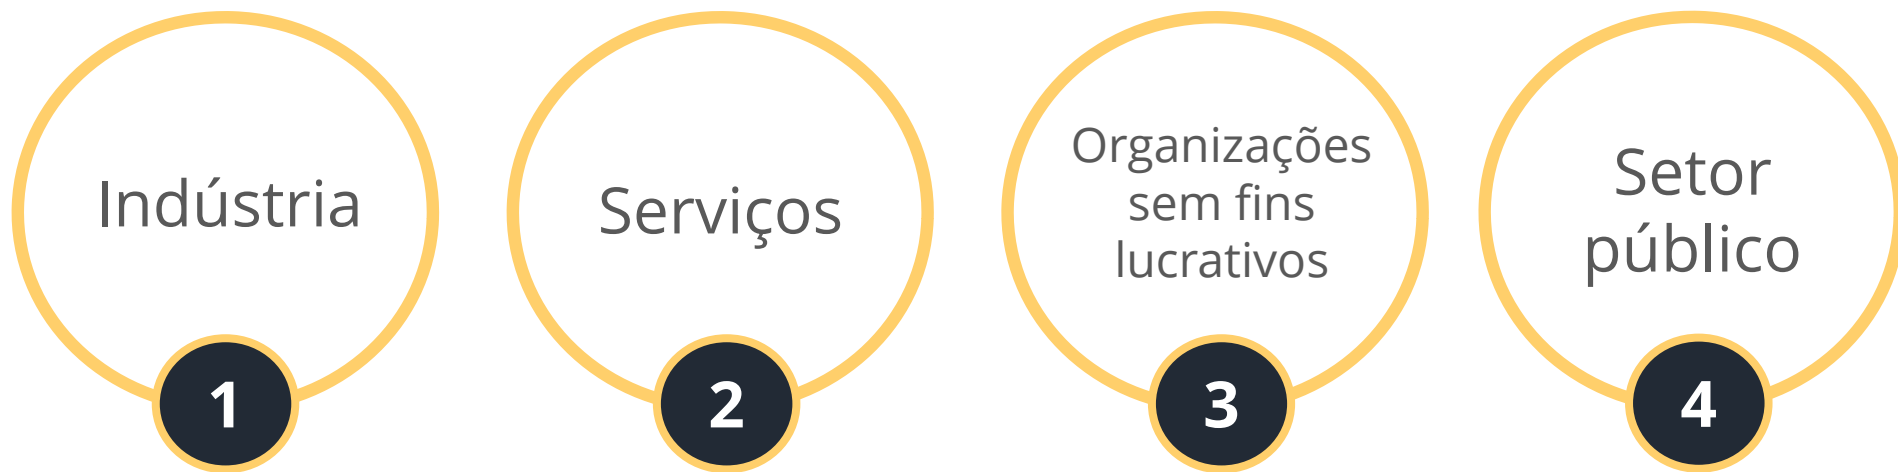 Indústria
1
Serviços
2
Organizações
sem fins
lucrativos
3
Setor
público
4